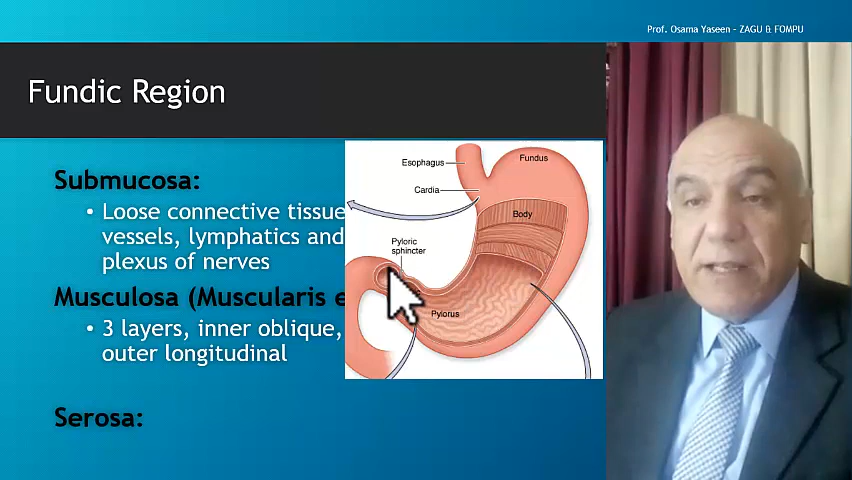 Prof. Osama Yaseen – ZAGU & FOMPU
Fundic Region
Submucosa:
• Loose connective tissue
vessels, lymphatics and
plexus of nerves
Musculosa (Muscularis e
• 3 layers, inner oblique,
outer longitudinal
Serosa:
Esophagus
Fundus
Cardia
Body
Pyloric
sphincter
Pylorus